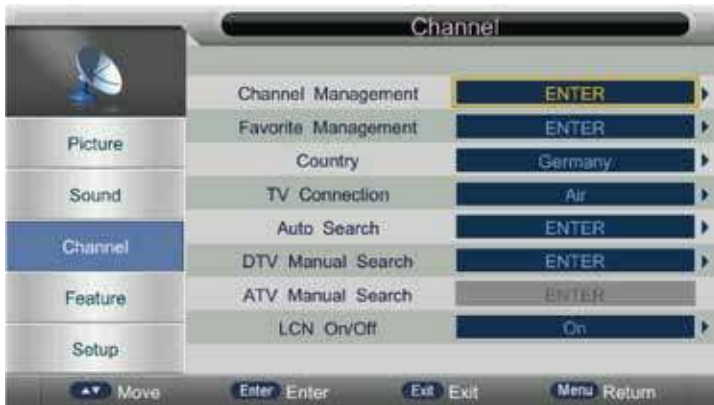 Channel
Channel Management ENTER
Favorite Management ENTER
Country Germany
TV Connection Air
Auto Search ENTER
DTV Manual Search ENTER
ATV Manual Search ENTER
LCN On/Off On
Picture
Sound
Channel
Feature
Setup
Move Enter Enter Exit Exit Menu Return